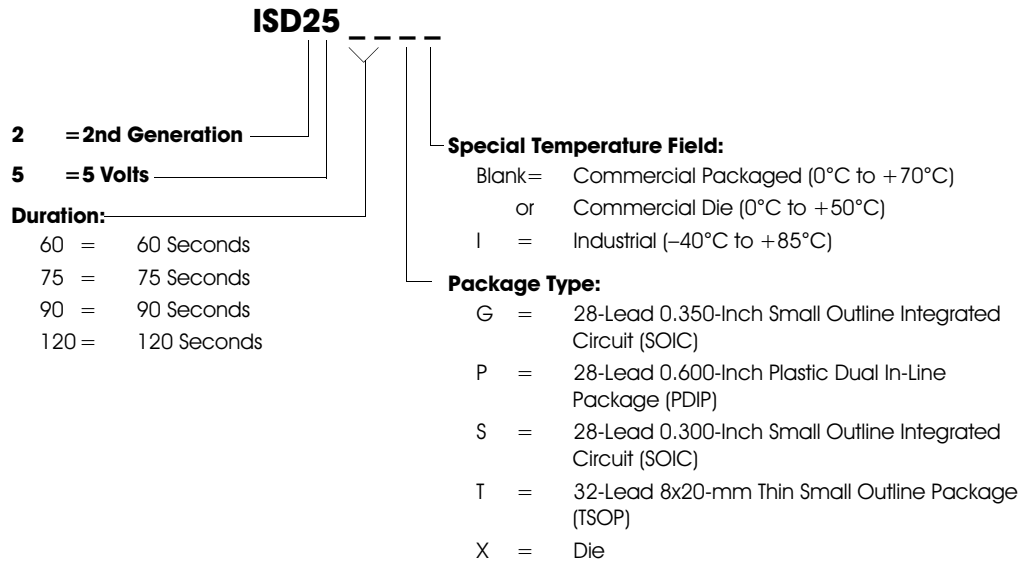 ISD25 _ _ _ _
2 =2nd Generation
5 =5 Volts
Duration:
60 = 60 Seconds
75 = 75 Seconds
90 = 90 Seconds
120= 120 Seconds
Special Temperature Field:
Blank= Commercial Packaged (0°C to +70°C)
or Commercial Die (0°C to +50°C)
I = Industrial (–40°C to +85°C)
Package Type:
G = 28-Lead 0.350-Inch Small Outline Integrated
Circuit (SOIC)
P = 28-Lead 0.600-Inch Plastic Dual In-Line
Package (PDIP)
S = 28-Lead 0.300-Inch Small Outline Integrated
Circuit (SOIC)
T = 32-Lead 8x20-mm Thin Small Outline Package
(TSOP)
X = Die